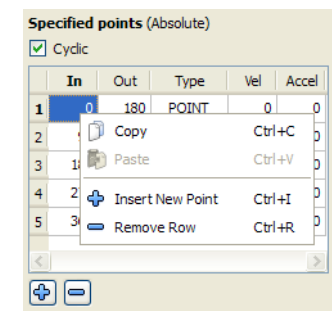 Specified points (Absolute)
Cyclic
In Out Type Vel Accel
1 0 180 POINT 0 0
2
3
4
5
Copy Ctrl+C
Paste Ctrl+V
Insert New Point Ctrl+I
Remove Row Ctrl+R